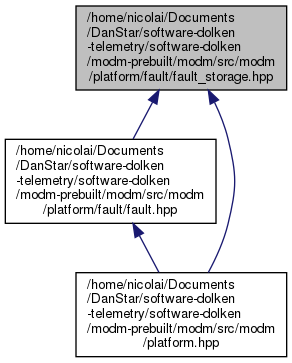 /home/nicolai/Documents
/DanStar/software-dolken
-telemetry/software-dolken
/modm-prebuilt/modm/src/modm
/platform/fault/fault_storage.hpp
/home/nicolai/Documents
/DanStar/software-dolken
-telemetry/software-dolken
/modm-prebuilt/modm/src/modm
/platform/fault/fault.hpp
/home/nicolai/Documents
/DanStar/software-dolken
-telemetry/software-dolken
/modm-prebuilt/modm/src/modm
/platform.hpp